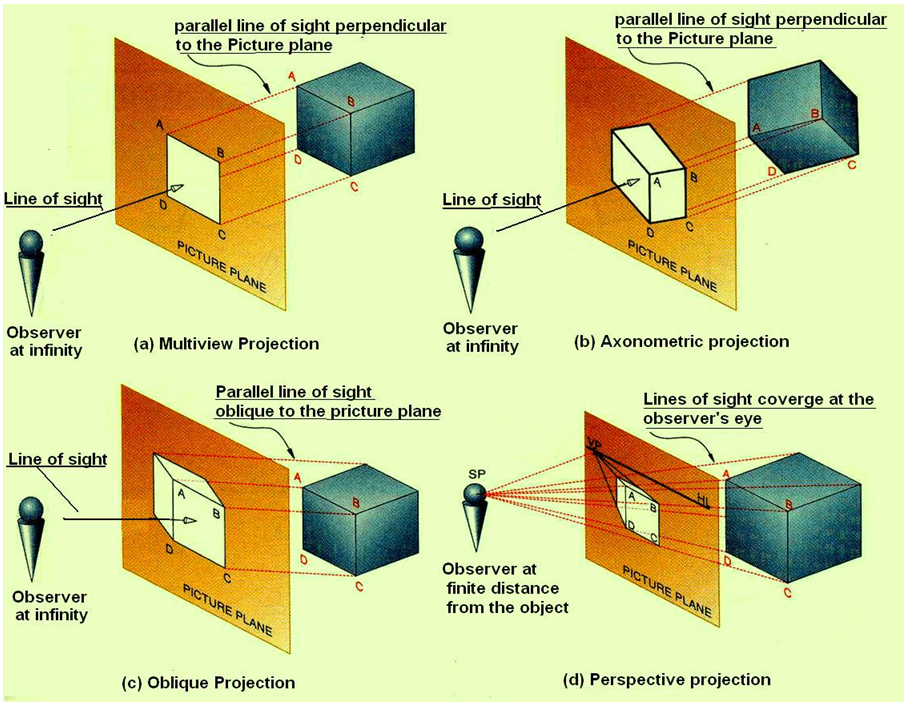 parallel line of sight perpendicular
to the Picture plane
A
B
A
B
D
C
D
C
Line of sight
PICTURE PLANE
Observer
at infinity
(a) Multiview Projection
parallel line of sight perpendicular
to the Picture plane
A
B
D
C
A
B
D
C
Line of sight
PICTURE PLANE
Observer
at infinity
(b) Axonometric projection
Parallel line of sight
oblique to the pricture plane
A
B
D
C
A
B
D
C
Line of sight
PICTURE PLANE
Observer
at infinity
(c) Oblique Projection
Lines of sight coverge at the
observer's eye
VP
SP
HL
A
B
D
C
A
B
D
C
PICTURE PLANE
Observer at
finite distance
from the object
(d) Perspective projection